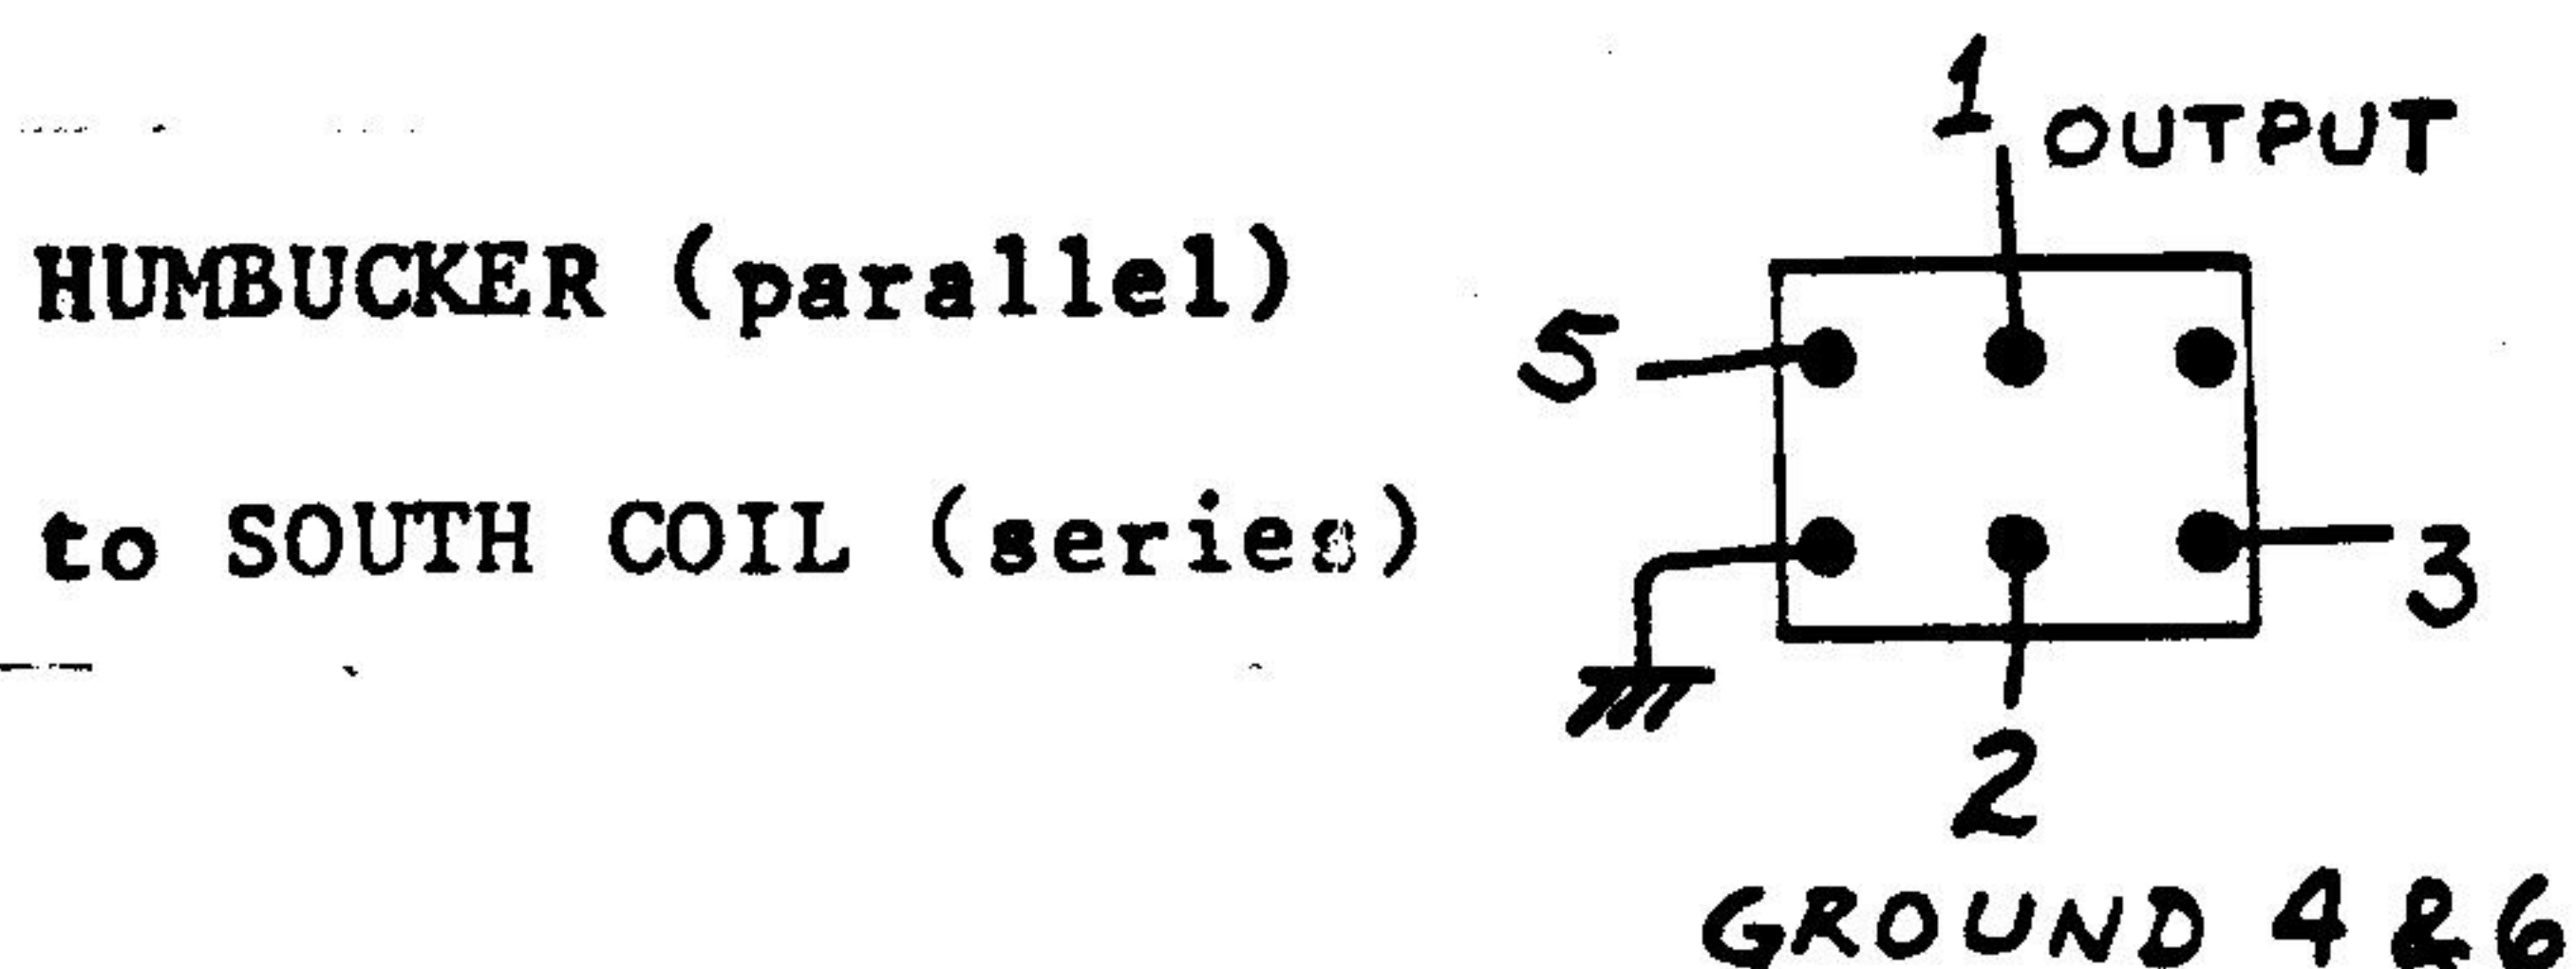 1 OUTPUT
HUMBUCKER (parallel)
5
to SOUTH COIL (series)
3
2
GROUND 4 & 6